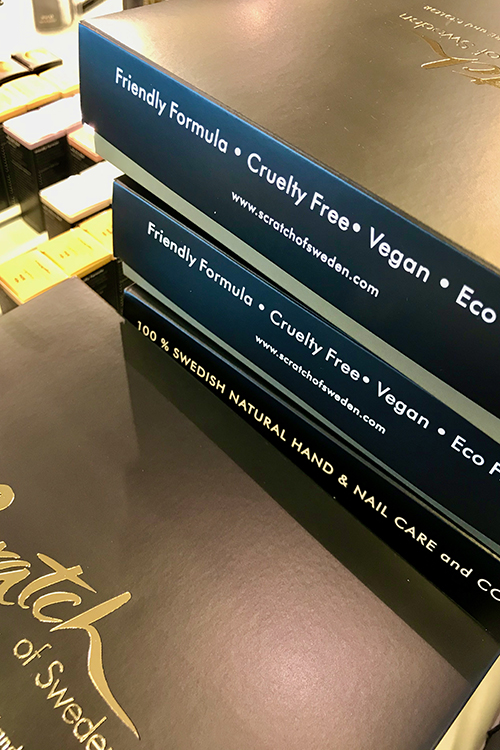 Friendly Formula • Cruelty Free • Vegan • Eco
www.scratchofsweden.com
Friendly Formula • Cruelty Free • Vegan • Eco F
www.scratchofsweden.com
100 % SWEDISH NATURAL HAND & NAIL CARE and CO
Scratch
of Sweden